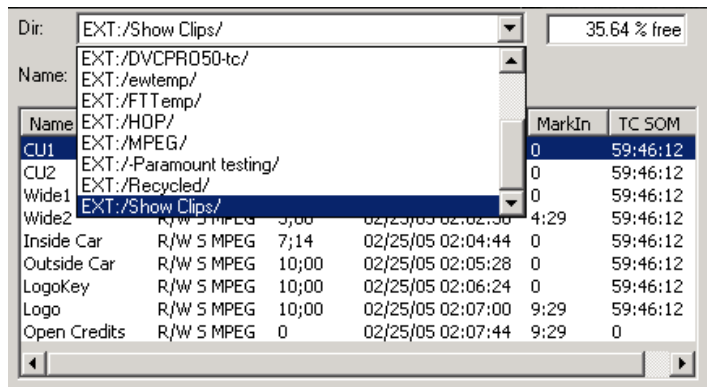 Dir: EXT:/Show Clips/ 35.64 % free
EXT:/DVCPRO50-tc/
Name: EXT:/ewtemp/
EXT:/FTTemp/
Name EXT:/HOP/ MarkIn TC SOM
CU1 EXT:/MPEG/ 0 59:46:12
CU2 EXT:/-Paramount testing/ 0 59:46:12
Wide1 EXT:/Recycled/ 0 59:46:12
EXT:/Show Clips/
Wide2 R/W S MPEG 4:29 59:46:12
Inside Car R/W S MPEG 7;14 02/25/05 02:04:44 0 59:46:12
Outside Car R/W S MPEG 10;00 02/25/05 02:05:28 0 59:46:12
LogoKey R/W S MPEG 10;00 02/25/05 02:06:24 0 59:46:12
Logo R/W S MPEG 10;00 02/25/05 02:07:00 9:29 59:46:12
Open Credits R/W S MPEG 0 02/25/05 02:07:44 9:29 0